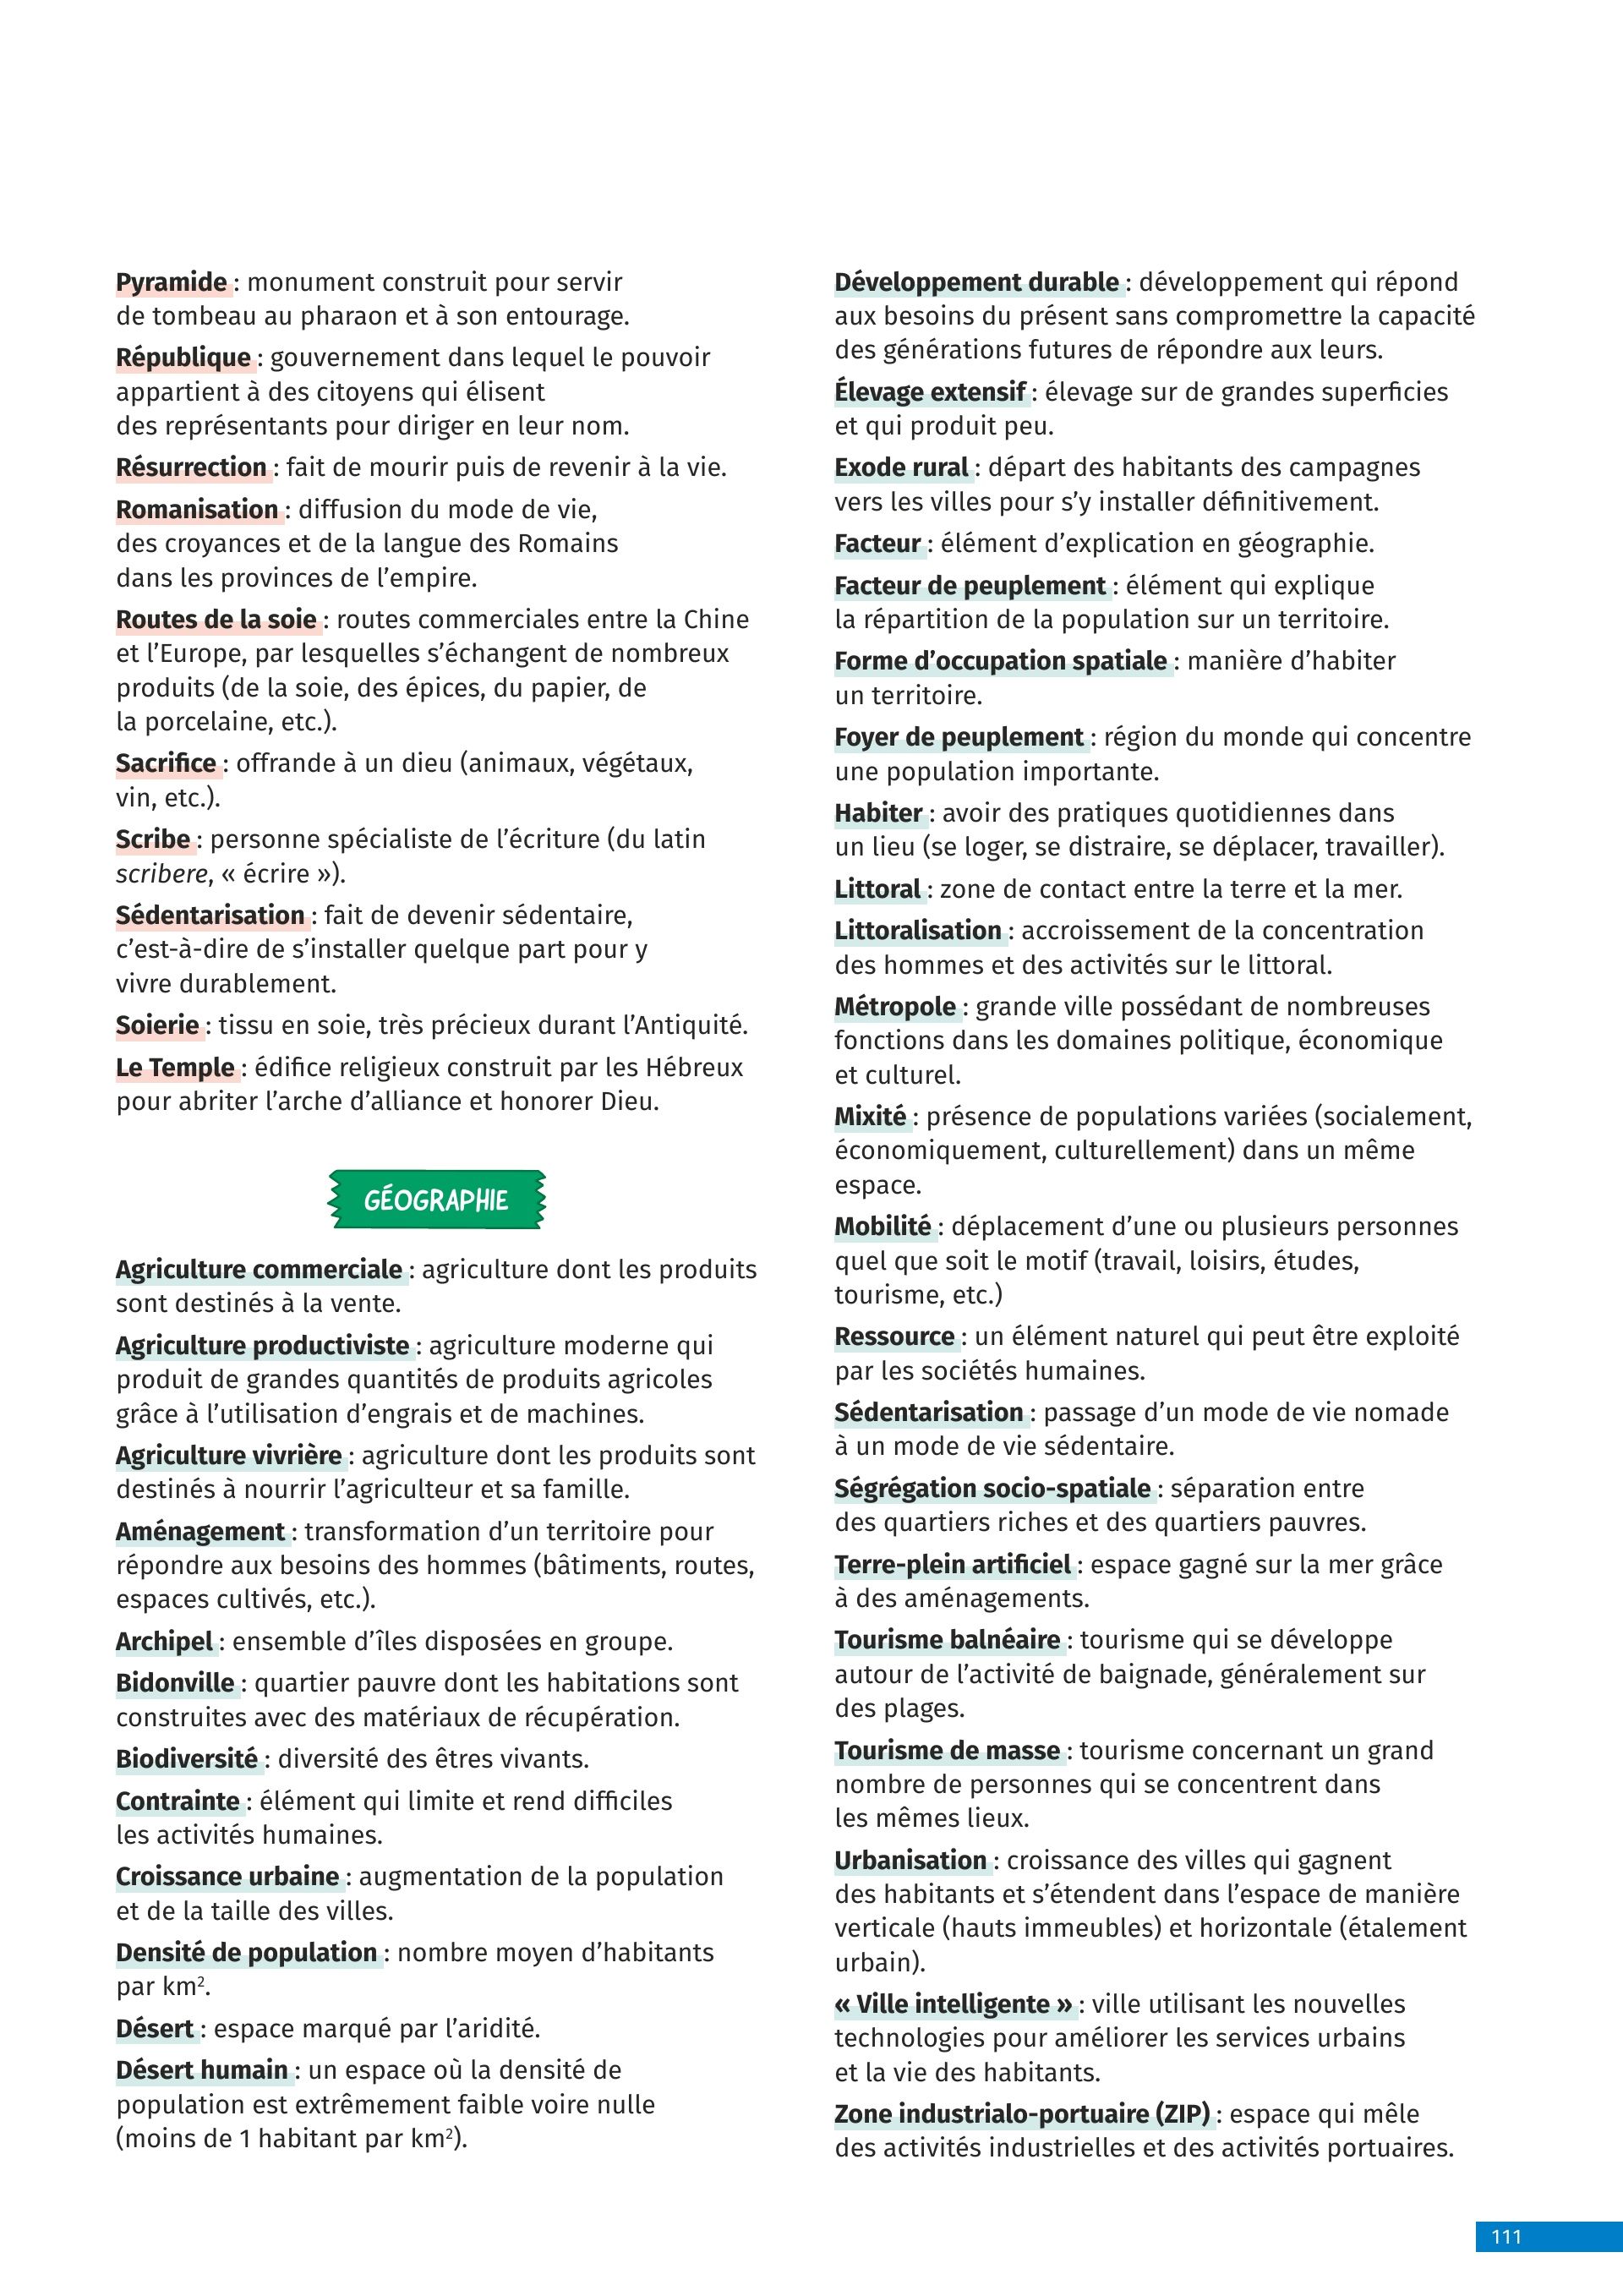 Pyramide : monument construit pour servir
de tombeau au pharaon et à son entourage.
République : gouvernement dans lequel le pouvoir
appartient à des citoyens qui élisent
des représentants pour diriger en leur nom.
Résurrection : fait de mourir puis de revenir à la vie.
Romanisation : diffusion du mode de vie,
des croyances et de la langue des Romains
dans les provinces de l’empire.
Routes de la soie : routes commerciales entre la Chine
et l’Europe, par lesquelles s’échangent de nombreux
produits (de la soie, des épices, du papier, de
la porcelaine, etc.).
Sacrifice : offrande à un dieu (animaux, végétaux,
vin, etc.).
Scribe : personne spécialiste de l’écriture (du latin
scribere, « écrire »).
Sédentarisation : fait de devenir sédentaire,
c’est-à-dire de s’installer quelque part pour y
vivre durablement.
Soierie : tissu en soie, très précieux durant l’Antiquité.
Le Temple : édifice religieux construit par les Hébreux
pour abriter l’arche d’alliance et honorer Dieu.
GÉOGRAPHIE
Agriculture commerciale : agriculture dont les produits
sont destinés à la vente.
Agriculture productiviste : agriculture moderne qui
produit de grandes quantités de produits agricoles
grâce à l’utilisation d’engrais et de machines.
Agriculture vivrière : agriculture dont les produits sont
destinés à nourrir l’agriculteur et sa famille.
Aménagement : transformation d’un territoire pour
répondre aux besoins des hommes (bâtiments, routes,
espaces cultivés, etc.).
Archipel : ensemble d’îles disposées en groupe.
Bidonville : quartier pauvre dont les habitations sont
construites avec des matériaux de récupération.
Biodiversité : diversité des êtres vivants.
Contrainte : élément qui limite et rend difficiles
les activités humaines.
Croissance urbaine : augmentation de la population
et de la taille des villes.
Densité de population : nombre moyen d’habitants
par km².
Désert : espace marqué par l’aridité.
Désert humain : un espace où la densité de
population est extrêmement faible voire nulle
(moins de 1 habitant par km²).
Développement durable : développement qui répond
aux besoins du présent sans compromettre la capacité
des générations futures de répondre aux leurs.
Élevage extensif : élevage sur de grandes superficies
et qui produit peu.
Exode rural : départ des habitants des campagnes
vers les villes pour s’y installer définitivement.
Facteur : élément d’explication en géographie.
Facteur de peuplement : élément qui explique
la répartition de la population sur un territoire.
Forme d’occupation spatiale : manière d’habiter
un territoire.
Foyer de peuplement : région du monde qui concentre
une population importante.
Habiter : avoir des pratiques quotidiennes dans
un lieu (se loger, se distraire, se déplacer, travailler).
Littoral : zone de contact entre la terre et la mer.
Littoralisation : accroissement de la concentration
des hommes et des activités sur le littoral.
Métropole : grande ville possédant de nombreuses
fonctions dans les domaines politique, économique
et culturel.
Mixité : présence de populations variées (socialement,
économiquement, culturellement) dans un même
espace.
Mobilité : déplacement d’une ou plusieurs personnes
quel que soit le motif (travail, loisirs, études,
tourisme, etc.)
Ressource : un élément naturel qui peut être exploité
par les sociétés humaines.
Sédentarisation : passage d’un mode de vie nomade
à un mode de vie sédentaire.
Ségrégation socio-spatiale : séparation entre
des quartiers riches et des quartiers pauvres.
Terre-plein artificiel : espace gagné sur la mer grâce
à des aménagements.
Tourisme balnéaire : tourisme qui se développe
autour de l’activité de baignade, généralement sur
des plages.
Tourisme de masse : tourisme concernant un grand
nombre de personnes qui se concentrent dans
les mêmes lieux.
Urbanisation : croissance des villes qui gagnent
des habitants et s’étendent dans l’espace de manière
verticale (hauts immeubles) et horizontale (étalement
urbain).
« Ville intelligente » : ville utilisant les nouvelles
technologies pour améliorer les services urbains
et la vie des habitants.
Zone industrialo-portuaire (ZIP) : espace qui mêle
des activités industrielles et des activités portuaires.
111